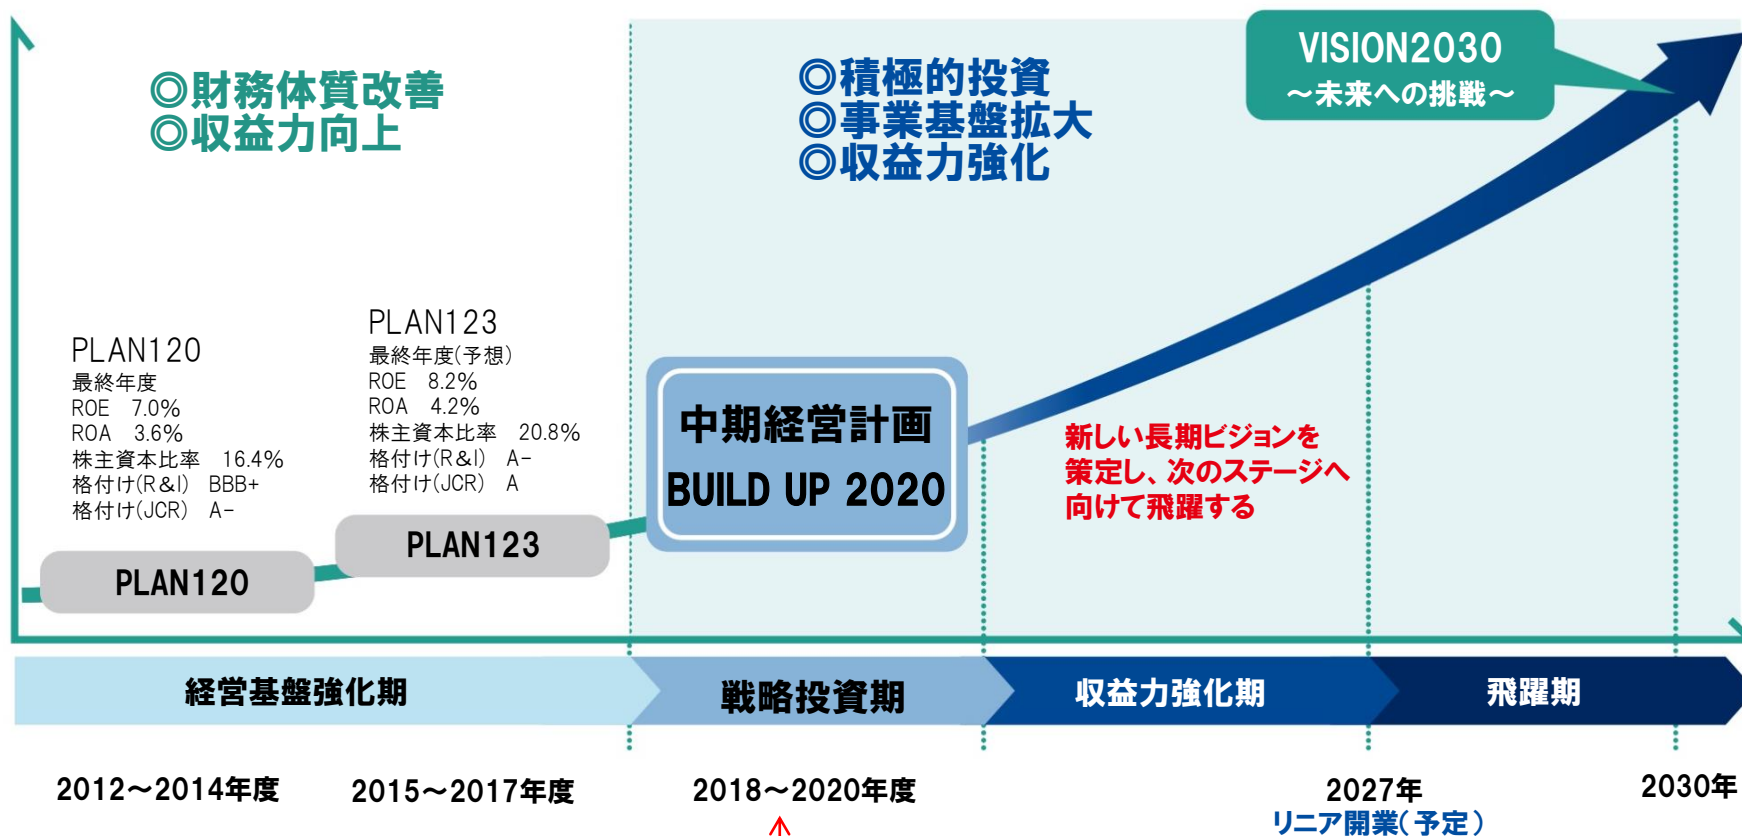 ◎財務体質改善
◎収益力向上
◎積極的投資
◎事業基盤拡大
◎収益力強化
VISION2030
～未来への挑戦～
PLAN120
最終年度
ROE 7.0%
ROA 3.6%
株主資本比率 16.4%
格付け(R&I) BBB+
格付け(JCR) A-
PLAN123
最終年度(予想)
ROE 8.2%
ROA 4.2%
株主資本比率 20.8%
格付け(R&I) A-
格付け(JCR) A
PLAN120
PLAN123
中期経営計画
BUILD UP 2020
新しい長期ビジョンを
策定し、次のステージへ
向けて飛躍する
経営基盤強化期
戦略投資期
収益力強化期
飛躍期
2012～2014年度
2015～2017年度
2018～2020年度
2027年
リニア開業(予定)
2030年